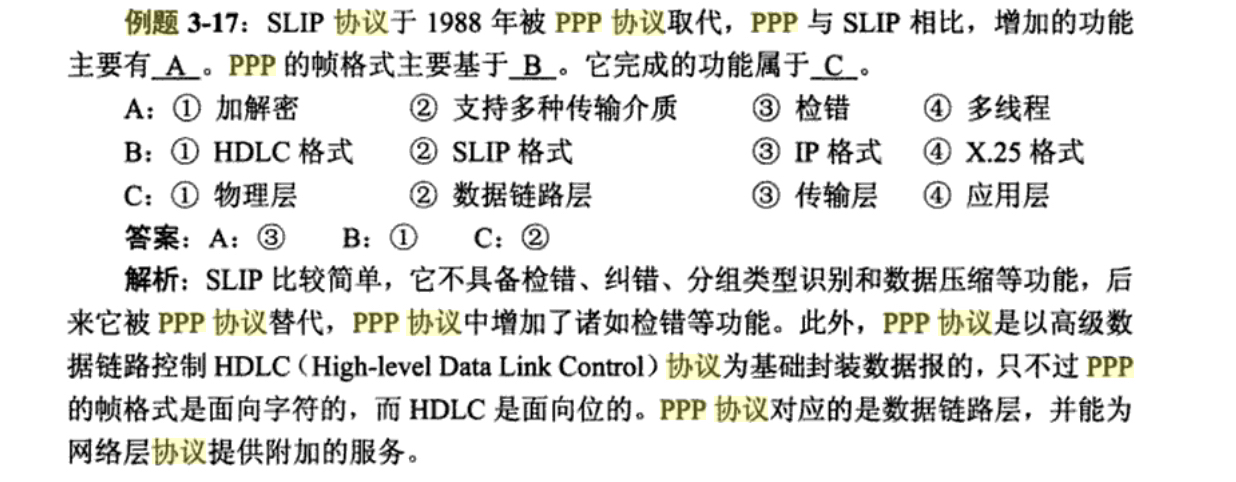 例题 3-17：SLIP 协议于 1988 年被 PPP 协议取代，PPP 与 SLIP 相比，增加的功能
主要有 A 。PPP 的帧格式主要基于 B 。它完成的功能属于 C 。
A：① 加解密 ② 支持多种传输介质 ③ 检错 ④ 多线程
B：① HDLC 格式 ② SLIP 格式 ③ IP 格式 ④ X.25 格式
C：① 物理层 ② 数据链路层 ③ 传输层 ④ 应用层
答案：A：③ B：① C：②
解析：SLIP 比较简单，它不具备检错、纠错、分组类型识别和数据压缩等功能，后
来它被 PPP 协议替代，PPP 协议中增加了诸如检错等功能。此外，PPP 协议是以高级数
据链路控制 HDLC（High-level Data Link Control）协议为基础封装数据报的，只不过 PPP
的帧格式是面向字符的，而 HDLC 是面向位的。PPP 协议对应的是数据链路层，并能为
网络层协议提供附加的服务。